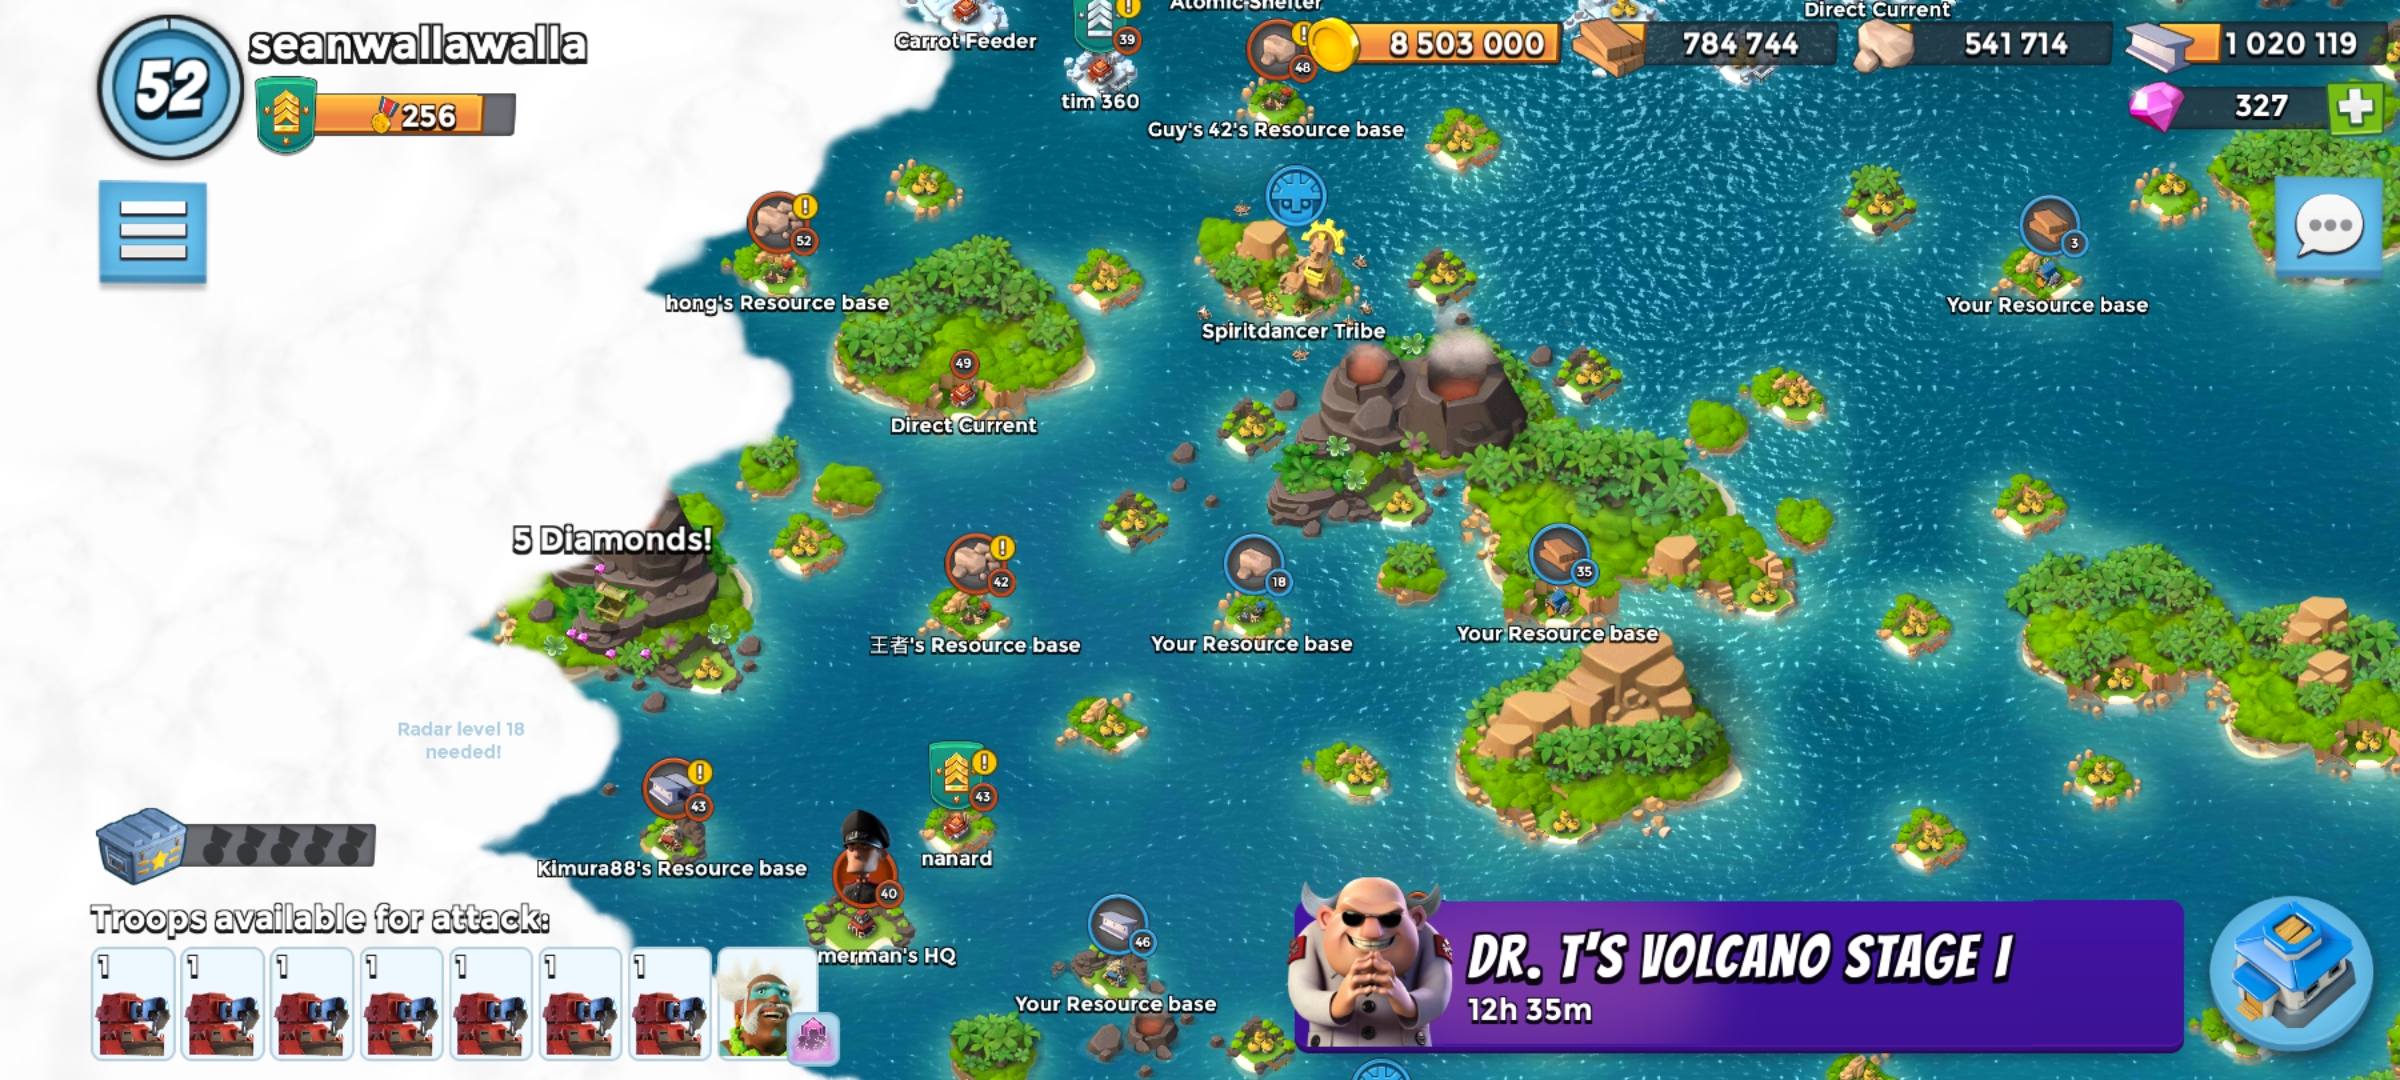 Atomic-Shelter
Direct Current
52
seanwallawalla
256
Carrot Feeder
39
tim 360
48
8 503 000
784 744
541 714
1 020 119
327
Guy's 42's Resource base
52
hong's Resource base
Spiritdancer Tribe
3
Your Resource base
49
Direct Current
5 Diamonds!
42
王者's Resource base
18
Your Resource base
35
Your Resource base
Radar level 18
needed!
43
Kimura88's Resource base
43
nanard
40
merman's HQ
46
Your Resource base
Troops available for attack:
1 1 1 1 1 1 1
DR. T'S VOLCANO STAGE I
12h 35m